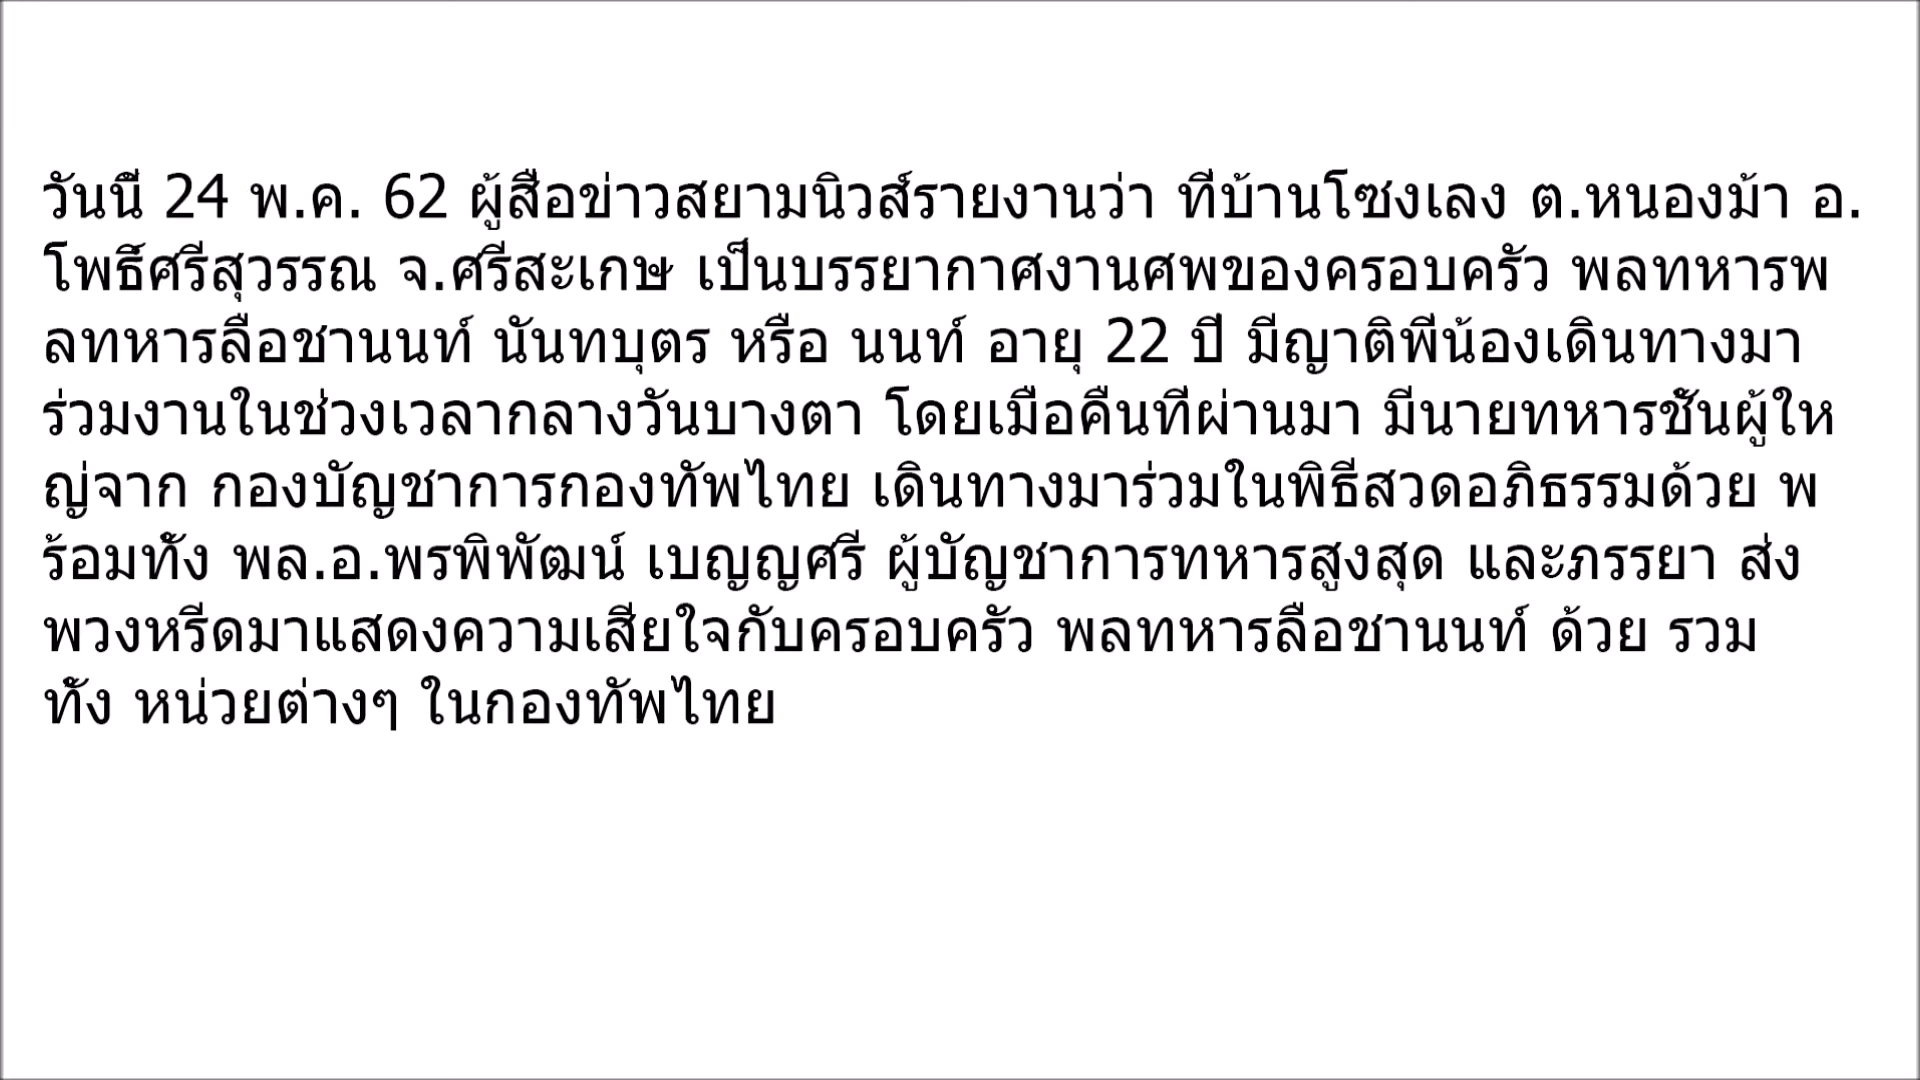 วันนี้ 24 พ.ค. 62 ผู้สื่อข่าวสยามนิวส์รายงานว่า ที่บ้านโซงเลง ต.หนองม้า อ.
โพธิ์ศรีสุวรรณ จ.ศรีสะเกษ เป็นบรรยากาศงานศพของครอบครัว พลทหารพ
ลทหารลือชานนท์ นันทบุตร หรือ นนท์ อายุ 22 ปี มีญาติพี่น้องเดินทางมา
ร่วมงานในช่วงเวลากลางวันบางตา โดยเมื่อคืนที่ผ่านมา มีนายทหารชั้นผู้ให
ญ่จาก กองบัญชาการกองทัพไทย เดินทางมาร่วมในพิธีสวดอภิธรรมด้วย พ
ร้อมทั้ง พล.อ.พรพิพัฒน์ เบญญศรี ผู้บัญชาการทหารสูงสุด และภรรยา ส่ง
พวงหรีดมาแสดงความเสียใจกับครอบครัว พลทหารลือชานนท์ ด้วย รวม
ทั้ง หน่วยต่างๆ ในกองทัพไทย